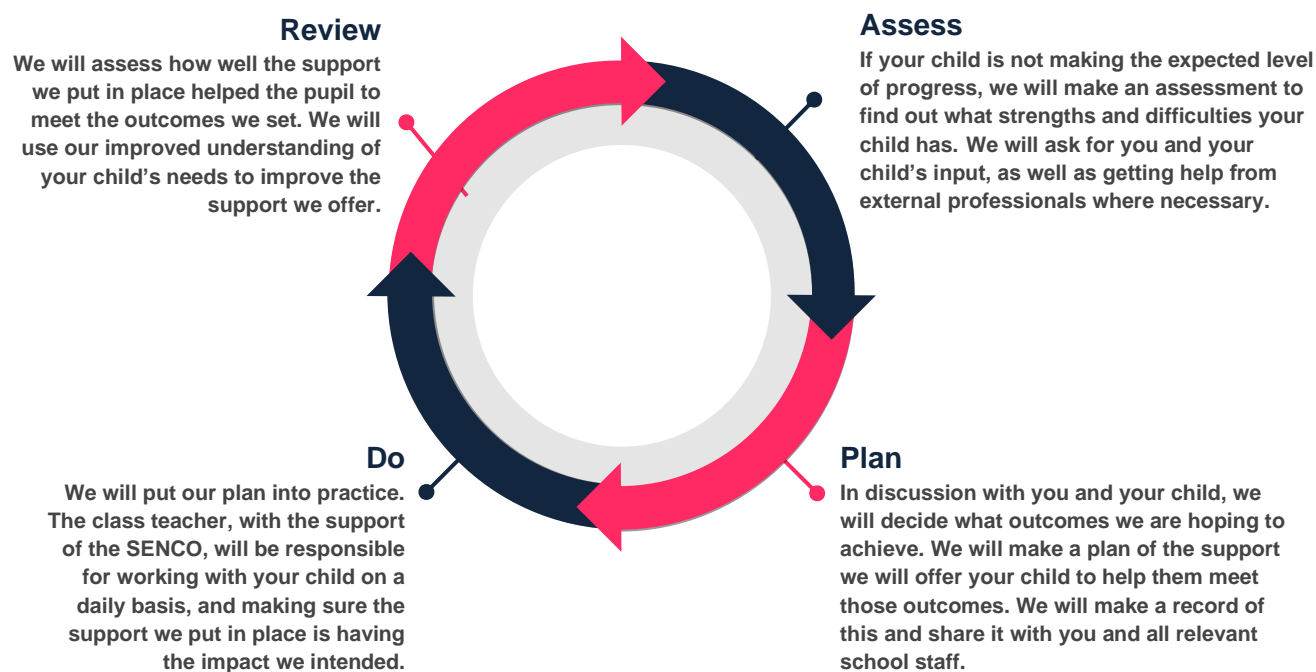 Review
We will assess how well the support
we put in place helped the pupil to
meet the outcomes we set. We will
use our improved understanding of
your child’s needs to improve the
support we offer.
Assess
If your child is not making the expected level
of progress, we will make an assessment to
find out what strengths and difficulties your
child has. We will ask for you and your
child’s input, as well as getting help from
external professionals where necessary.
Do
We will put our plan into practice.
The class teacher, with the support
of the SENCO, will be responsible
for working with your child on a
daily basis, and making sure the
support we put in place is having
the impact we intended.
Plan
In discussion with you and your child, we
will decide what outcomes we are hoping to
achieve. We will make a plan of the support
we will offer your child to help them meet
those outcomes. We will make a record of
this and share it with you and all relevant
school staff.